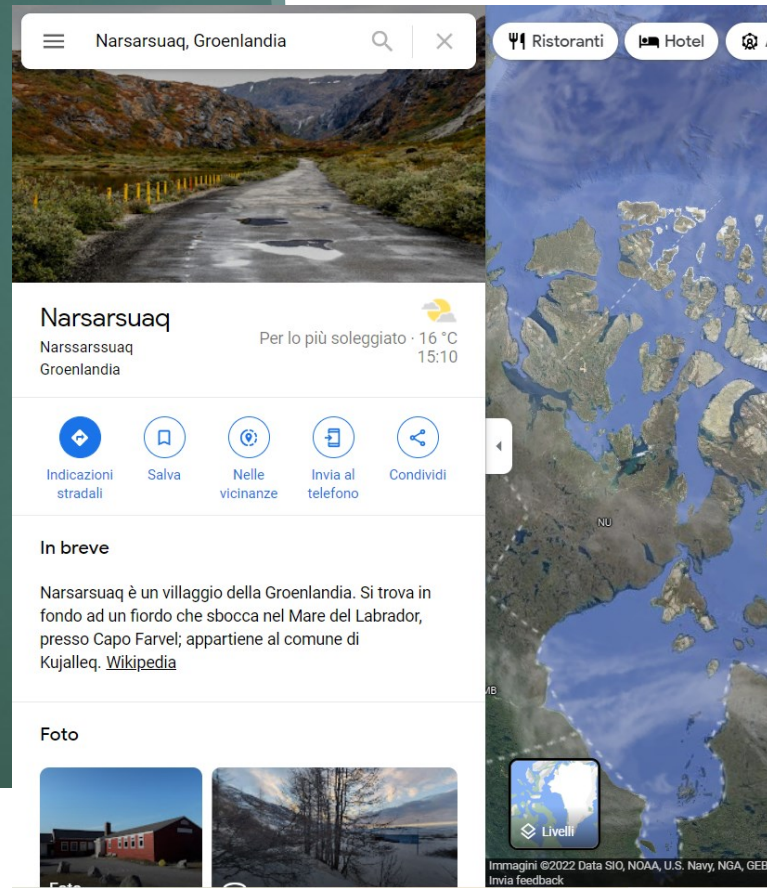 Narsarsuaq, Groenlandia
Ristoranti
Hotel
Narsarsuaq
Narssarssuaq
Groenlandia
Per lo più soleggiato · 16 °C
15:10
Indicazioni stradali
Salva
Nelle vicinanze
Invia al telefono
Condividi
In breve
Narsarsuaq è un villaggio della Groenlandia. Si trova in
fondo ad un fiordo che sbocca nel Mare del Labrador,
presso Capo Farvel; appartiene al comune di
Kujalleq. Wikipedia
Foto
Foto
NU
MB
Livelli
Immagini ©2022 Data SIO, NOAA, U.S. Navy, NGA, GEB
Invia feedback